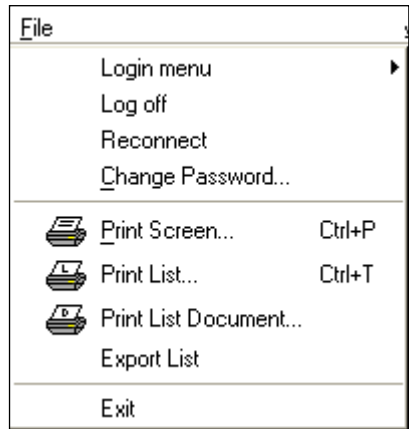 File
Login menu
Log off
Reconnect
Change Password...
Print Screen... Ctrl+P
Print List... Ctrl+T
Print List Document...
Export List
Exit